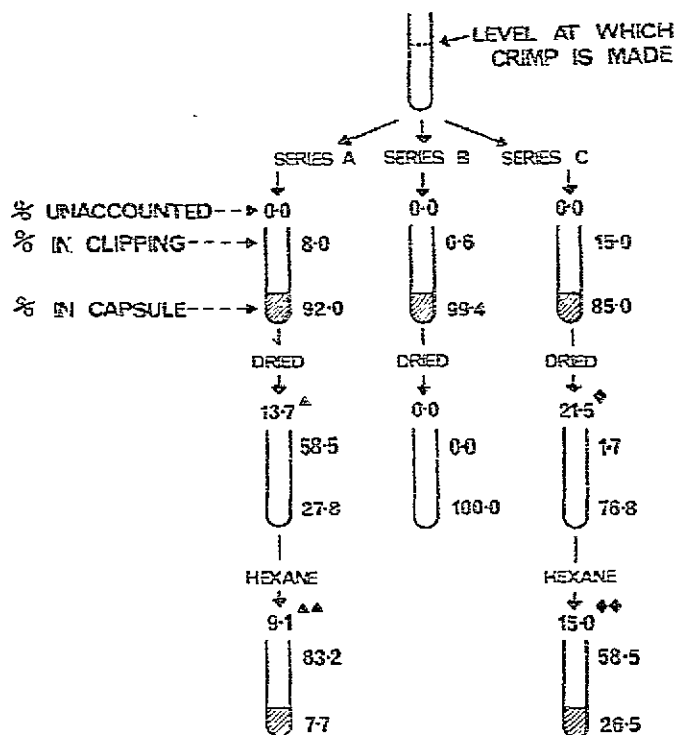 LEVEL AT WHICH
CRIMP IS MADE
SERIES A SERIES B SERIES C
% UNACCOUNTED 0·0 0·0 0·0
% IN CLIPPING 8·0 0·6 15·0
% IN CAPSULE 92·0 99·4 85·0
DRIED DRIED DRIED
13·7 ▲ 0·0 21·5 ◆
58·5 0·0 1·7
27·8 100·0 76·8
HEXANE HEXANE
9·1 ▲▲ 15·0 ◆◆
83·2 58·5
7·7 26·5